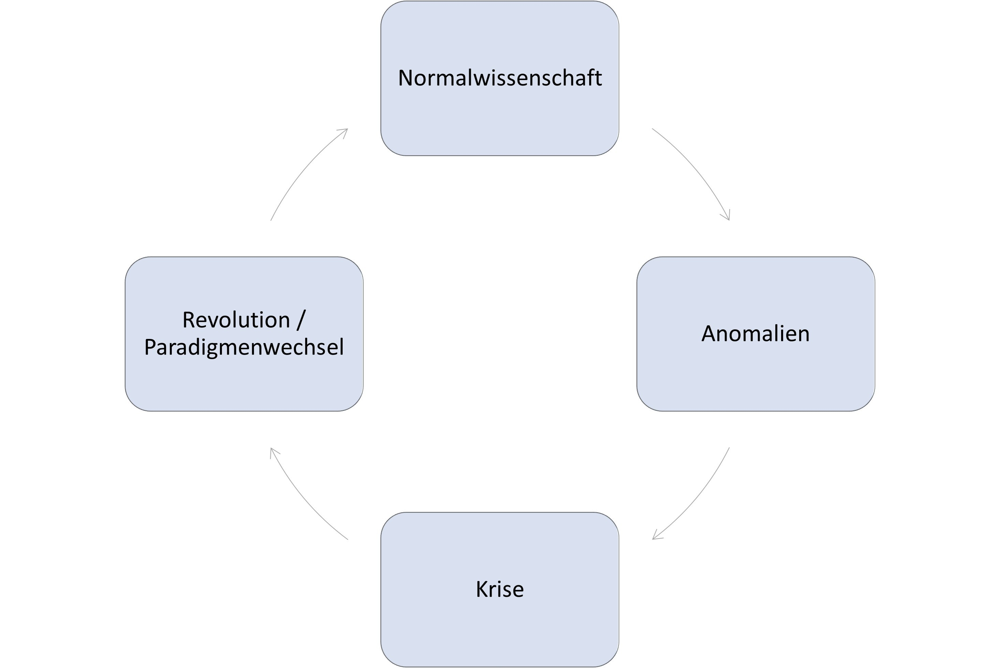 Normalwissenschaft
Revolution /
Paradigmenwechsel
Anomalien
Krise